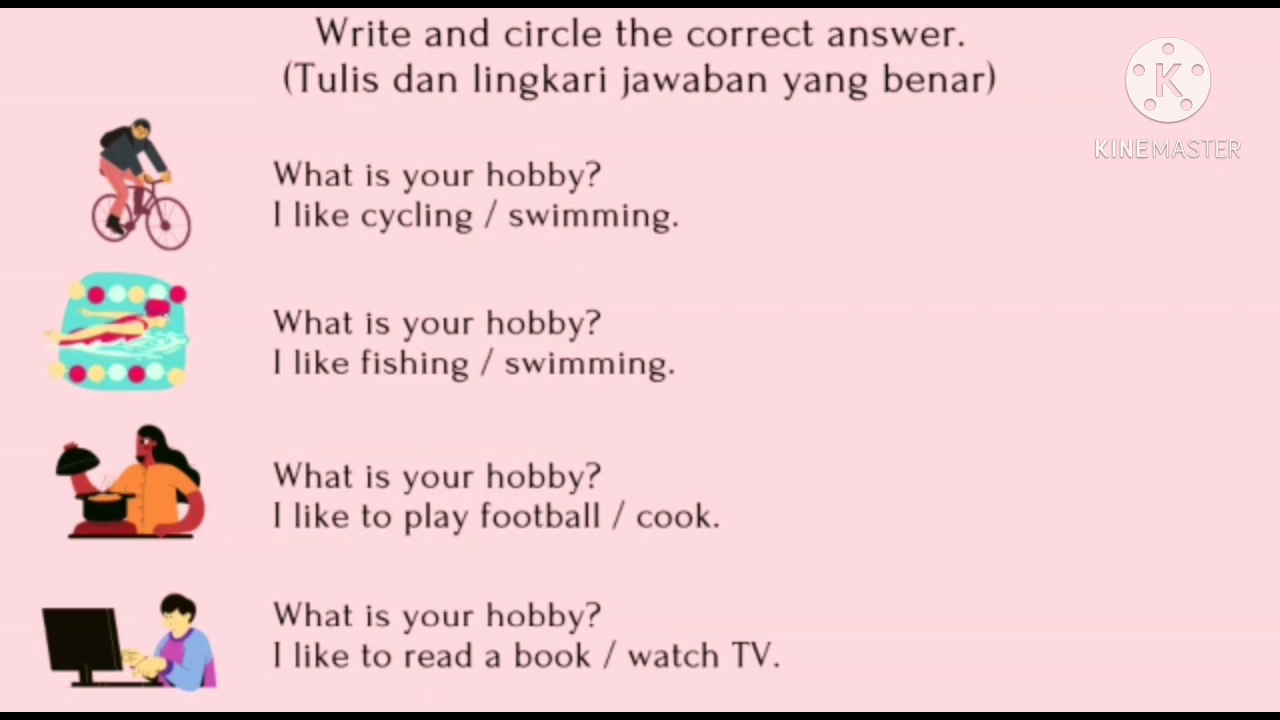 Write and circle the correct answer.
(Tulis dan lingkari jawaban yang benar)
K
KINEMASTER
What is your hobby?
I like cycling / swimming.
What is your hobby?
I like fishing / swimming.
What is your hobby?
I like to play football / cook.
What is your hobby?
I like to read a book / watch TV.